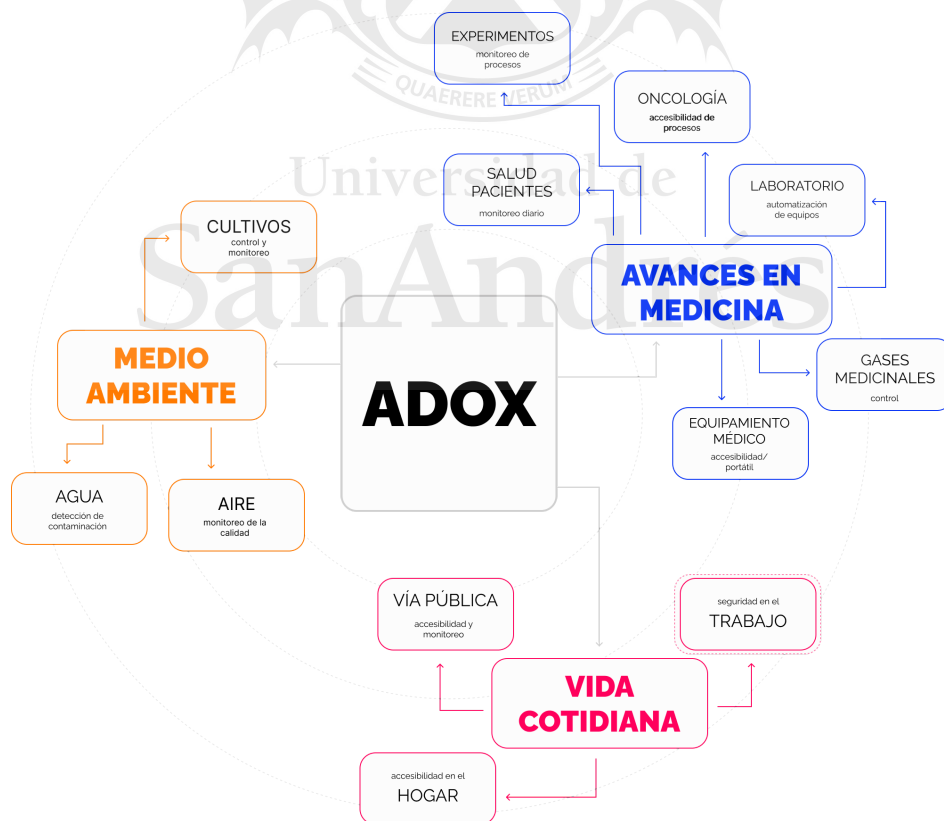 EXPERIMENTOS
monitoreo de
procesos
QUAERERE VERUM
ONCOLOGÍA
accesibilidad de
procesos
Universidad de
SanAndrés
SALUD
PACIENTES
monitoreo diario
LABORATORIO
automatización
de equipos
CULTIVOS
control y
monitoreo
AVANCES EN
MEDICINA
MEDIO
AMBIENTE
ADOX
GASES
MEDICINALES
control
EQUIPAMIENTO
MÉDICO
accesibilidad/
portátil
AGUA
detección de
contaminación
AIRE
monitoreo de la
calidad
VÍA PÚBLICA
accesibilidad y
monitoreo
seguridad en el
TRABAJO
VIDA
COTIDIANA
accesibilidad en el
HOGAR